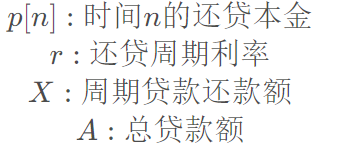 p[n] : 时间n的还贷本金
r : 还贷周期利率
X : 周期贷款还款额
A : 总贷款额